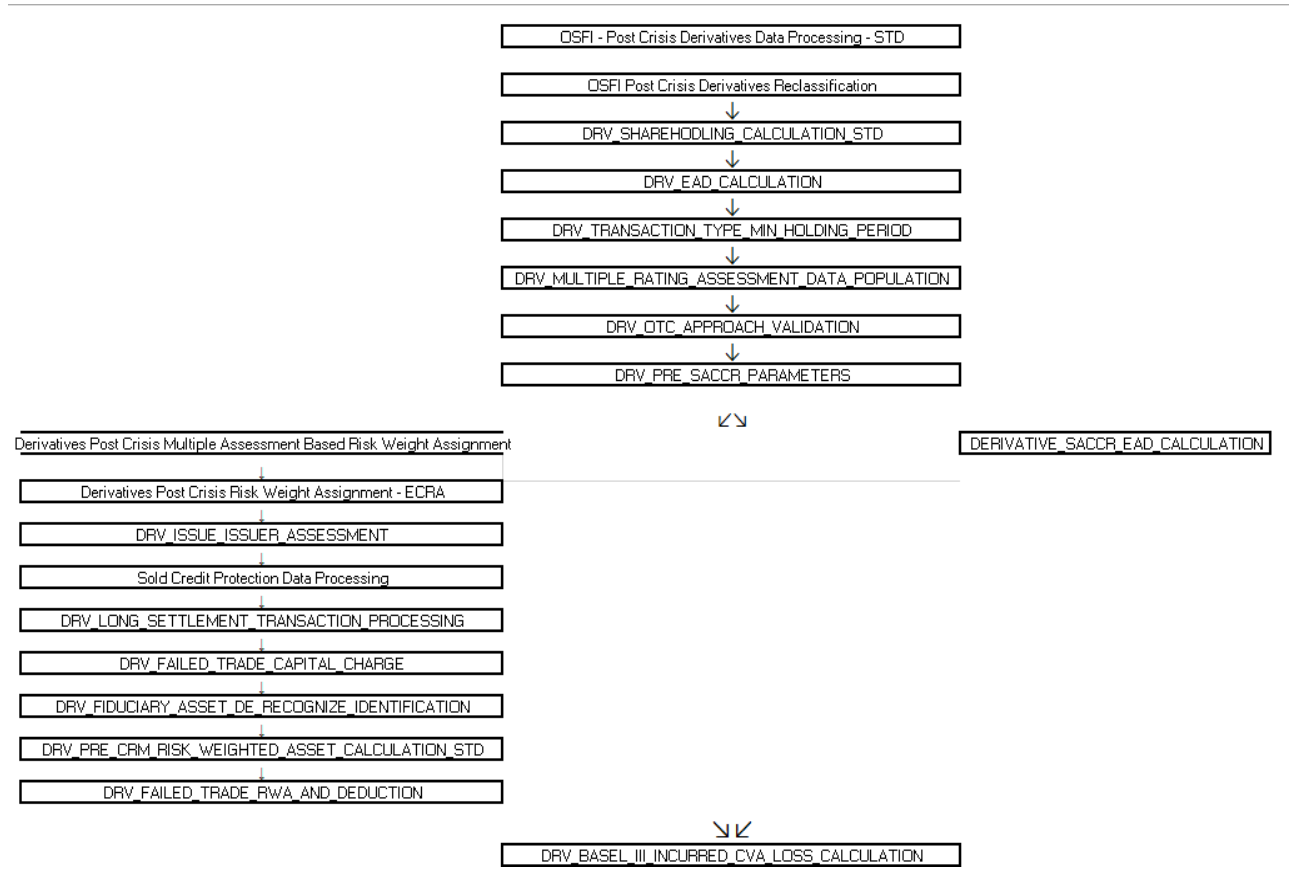 OSFI - Post Crisis Derivatives Data Processing - STD
OSFI Post Crisis Derivatives Reclassification
DRV_SHAREHODLING_CALCULATION_STD
DRV_EAD_CALCULATION
DRV_TRANSACTION_TYPE_MIN_HOLDING_PERIOD
DRV_MULTIPLE_RATING_ASSESSMENT_DATA_POPULATION
DRV_OTC_APPROACH_VALIDATION
DRV_PRE_SACCR_PARAMETERS
Derivatives Post Crisis Multiple Assessment Based Risk Weight Assignment
DERIVATIVE_SACCR_EAD_CALCULATION
Derivatives Post Crisis Risk Weight Assignment - ECRA
DRV_ISSUE_ISSUER_ASSESSMENT
Sold Credit Protection Data Processing
DRV_LONG_SETTLEMENT_TRANSACTION_PROCESSING
DRV_FAILED_TRADE_CAPITAL_CHARGE
DRV_FIDUCIARY_ASSET_DE_RECOGNIZE_IDENTIFICATION
DRV_PRE_CRM_RISK_WEIGHTED_ASSET_CALCULATION_STD
DRV_FAILED_TRADE_RWA_AND_DEDUCTION
DRV_BASEL_III_INCURRED_CVA_LOSS_CALCULATION